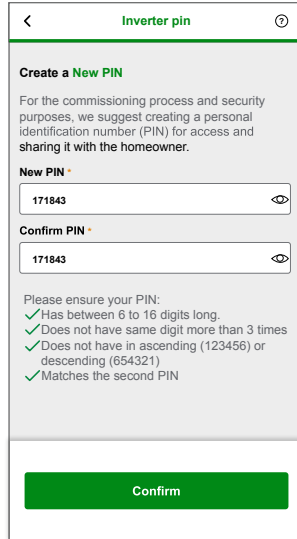 Inverter pin
?
Create a New PIN
For the commissioning process and security
purposes, we suggest creating a personal
identification number (PIN) for access and
sharing it with the homeowner.
New PIN *
171843
Confirm PIN *
171843
Please ensure your PIN:
Has between 6 to 16 digits long.
Does not have same digit more than 3 times
Does not have in ascending (123456) or
descending (654321)
Matches the second PIN
Confirm